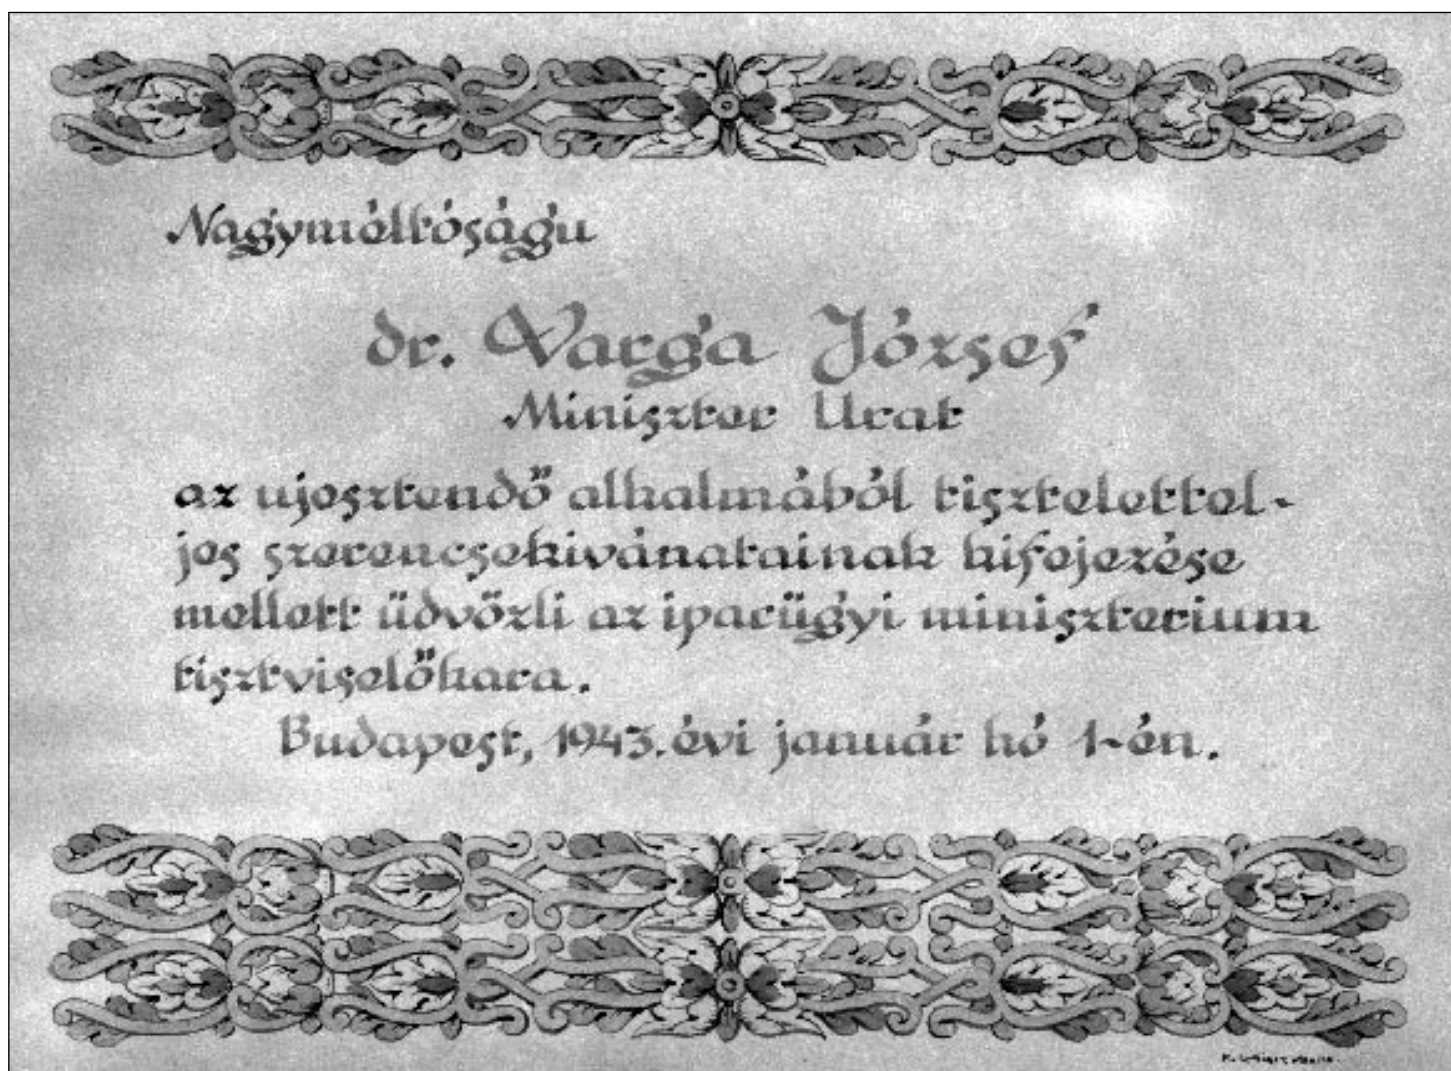 Nagyméltóságu
dr. Varga József
Miniszter Urat
az ujesztendő alkalmából tisztelettel-
jes szerencsekivánatainak kifejezése
mellett üdvözli az iparügyi miniszterium
tisztviselőkara.
Budapest, 1943. évi január hó 1-én.